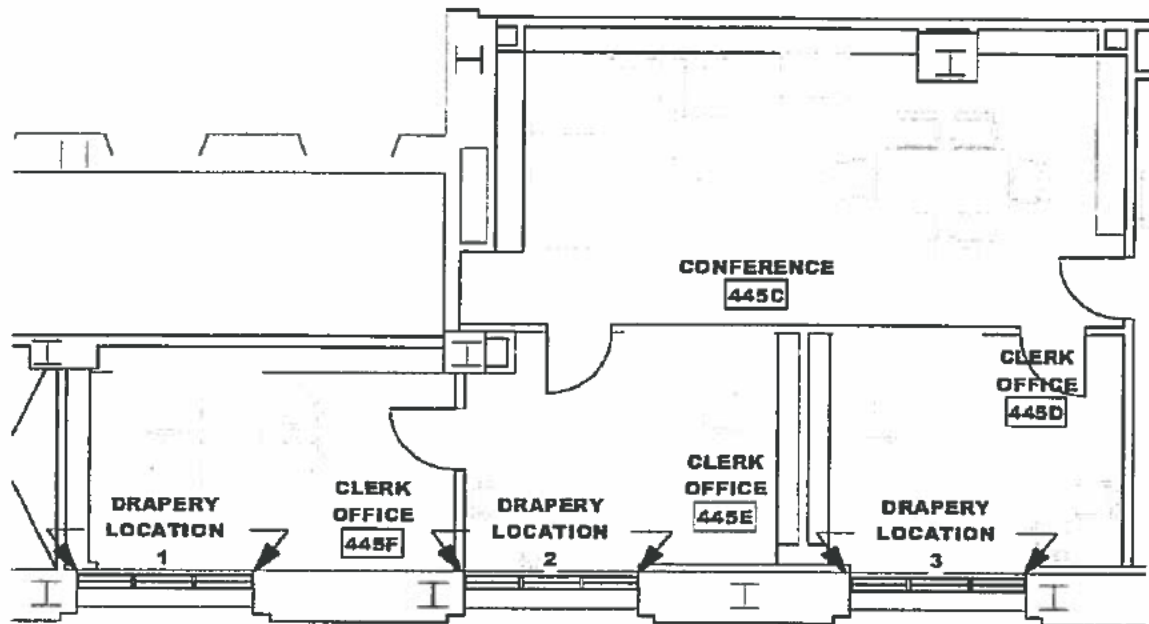 CONFERENCE
445C
CLERK
OFFICE
445D
CLERK
OFFICE
445E
CLERK
OFFICE
445F
DRAPERY
LOCATION
1
DRAPERY
LOCATION
2
DRAPERY
LOCATION
3